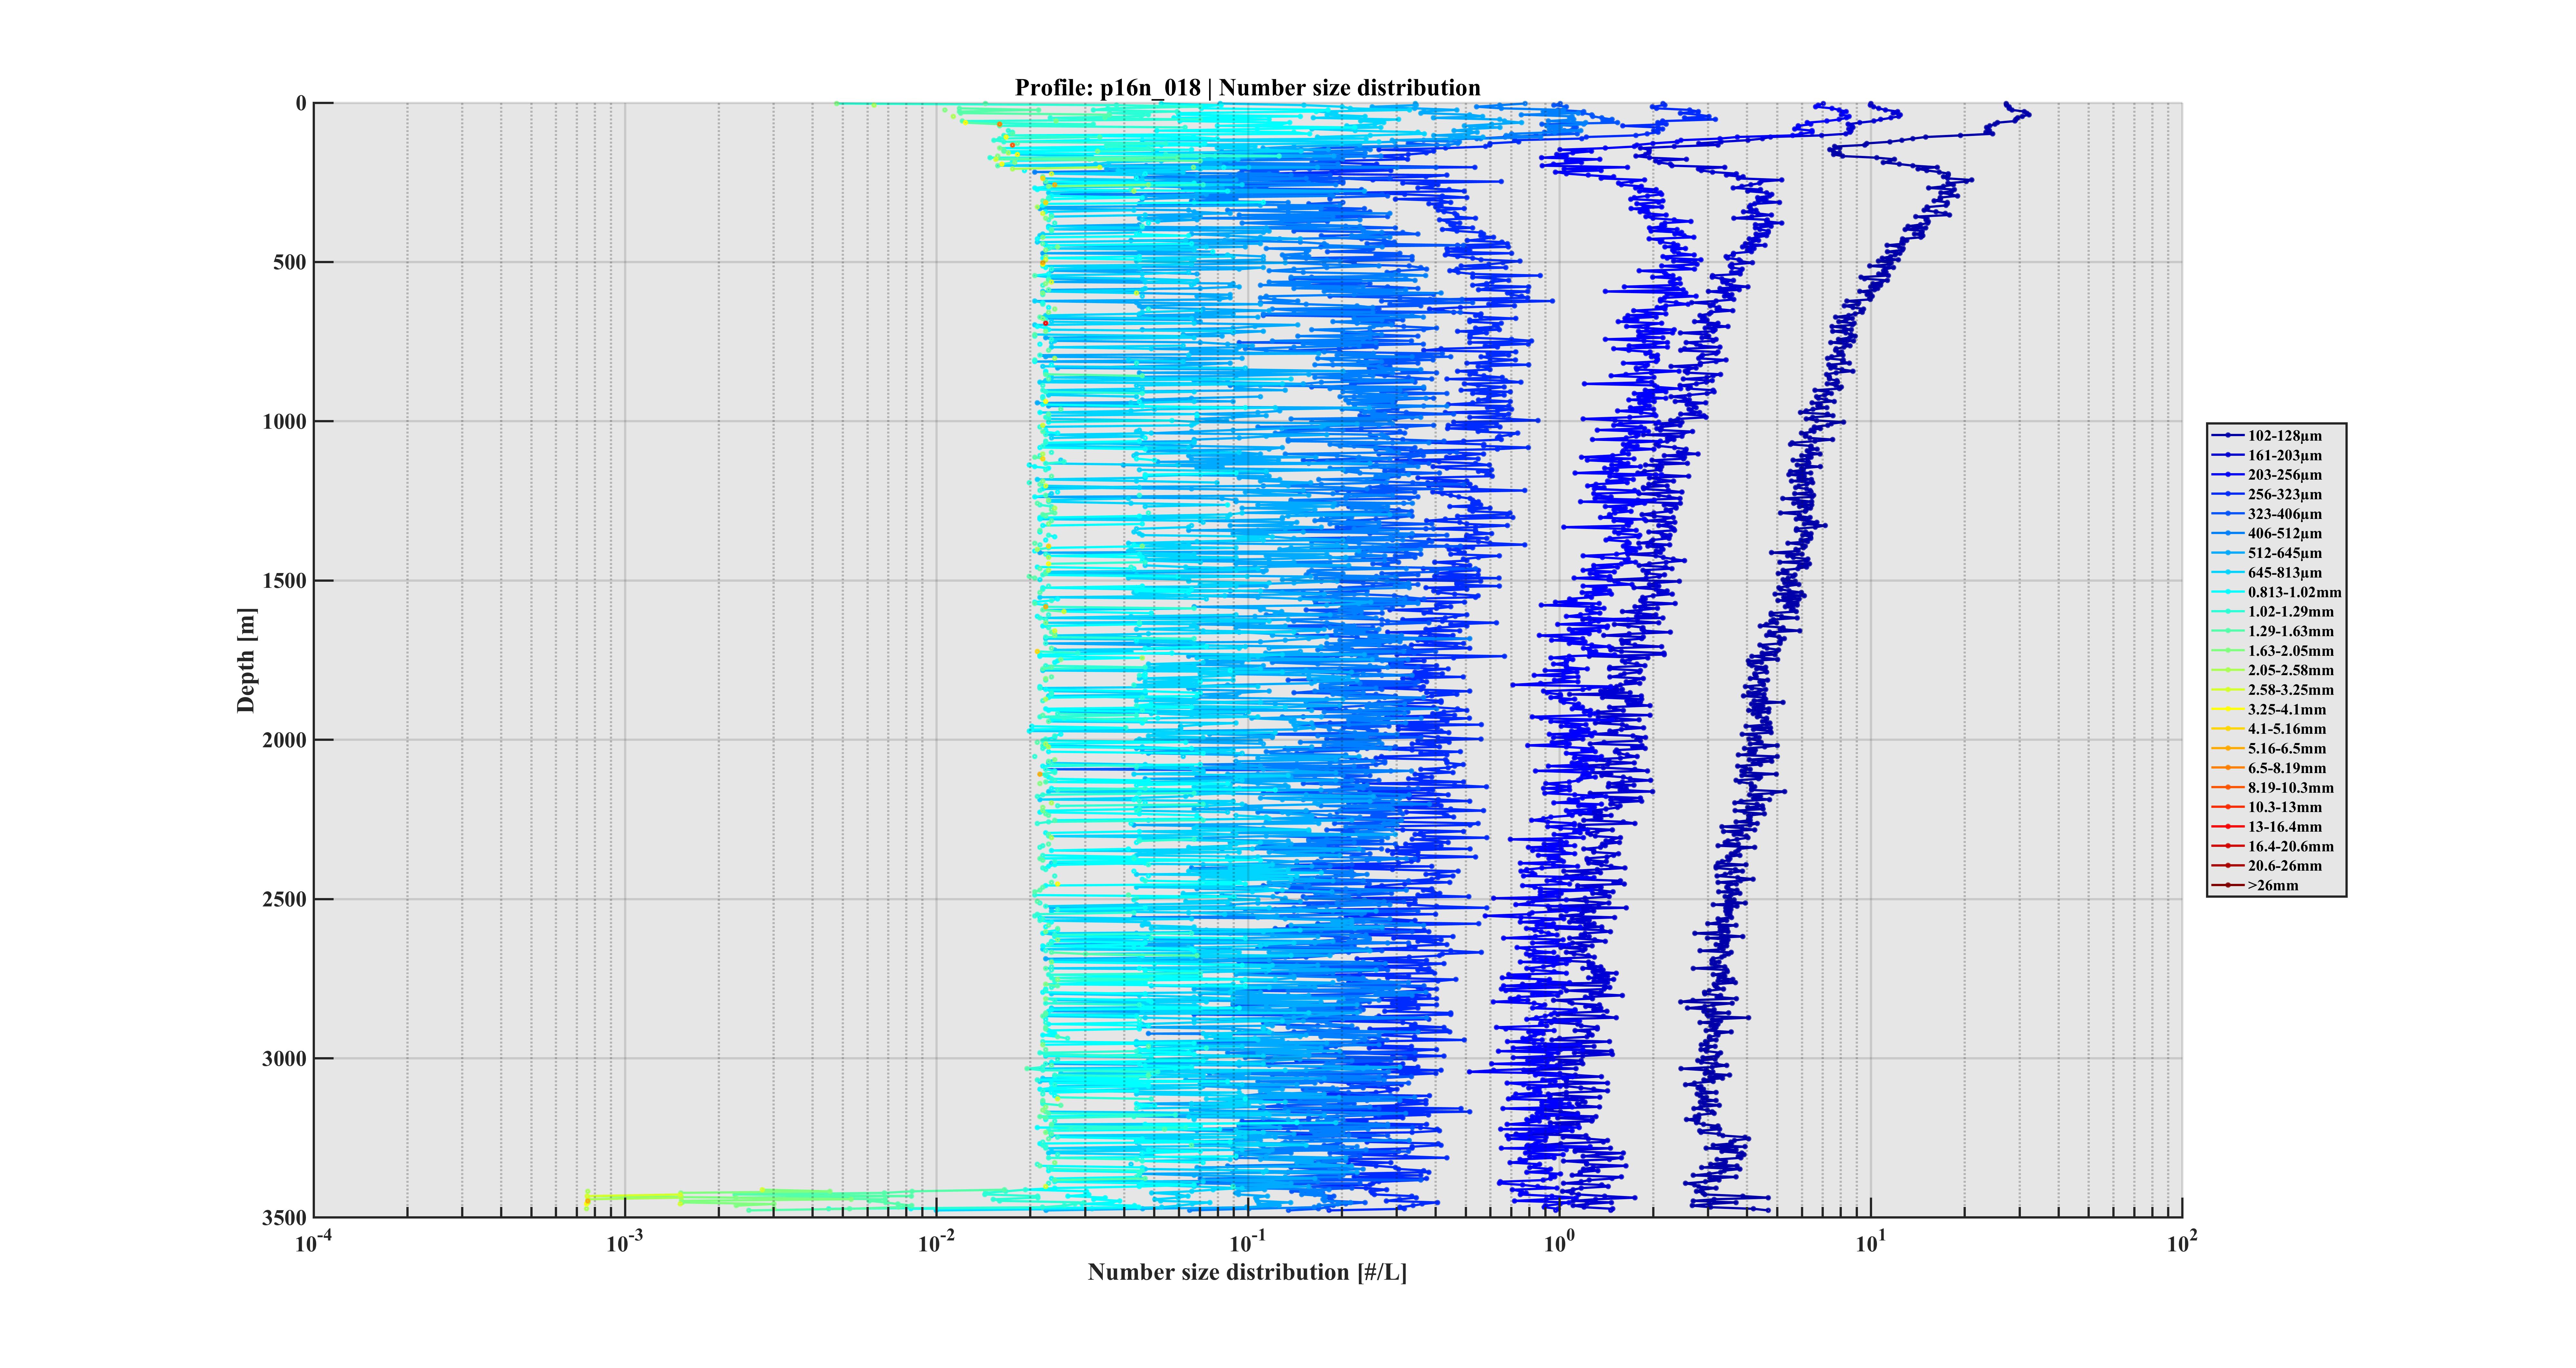 Profile: p16n_018 | Number size distribution
0
500
1000
1500
2000
2500
3000
3500
Depth [m]
10-4
10-3
10-2
10-1
100
101
102
Number size distribution [#/L]
102-128µm
161-203µm
203-256µm
256-323µm
323-406µm
406-512µm
512-645µm
645-813µm
0.813-1.02mm
1.02-1.29mm
1.29-1.63mm
1.63-2.05mm
2.05-2.58mm
2.58-3.25mm
3.25-4.1mm
4.1-5.16mm
5.16-6.5mm
6.5-8.19mm
8.19-10.3mm
10.3-13mm
13-16.4mm
16.4-20.6mm
20.6-26mm
>26mm